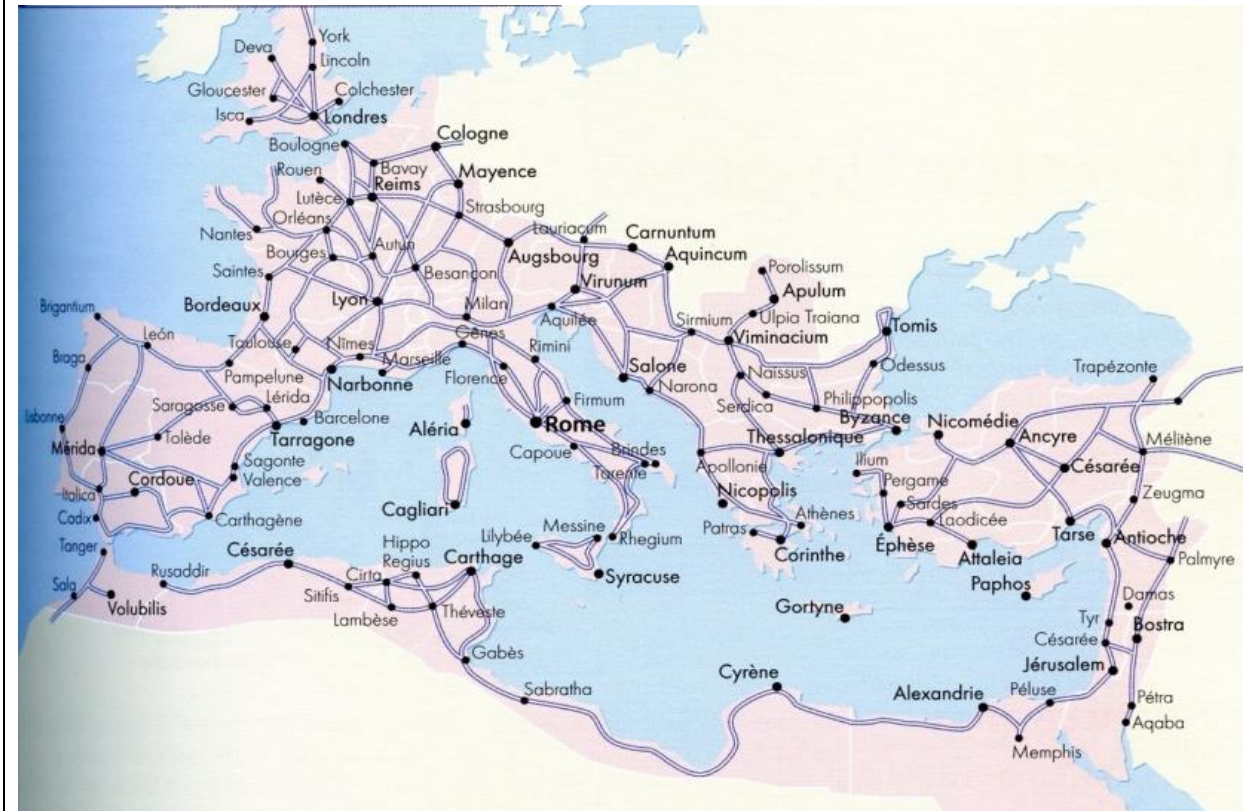 York
Deva
Lincoln
Gloucester
Colchester
Isca
Londres
Boulogne
Cologne
Rouen
Bavay
Mayence
Reims
Lutèce
Strasbourg
Orléans
Nantes
Lauriacum
Carnuntum
Bourges
Autun
Augsbourg
Aquincum
Saintes
Besançon
Virunum
Porolissum
Bordeaux
Lyon
Milan
Apulum
Brigantium
Aquilée
Ulpia Traiana
León
Gênes
Sirmium
Tomis
Toulouse
Nîmes
Rimini
Viminacium
Braga
Marseille
Salone
Odessus
Trapézonte
Pampelune
Narbonne
Florence
Narona
Naissus
Lérida
Firmum
Serdica
Philippopolis
Saragosse
Barcelone
Aléria
Rome
Byzance
Nicomédie
Lisbonne
Tarragone
Thessalonique
Ancyre
Mérida
Tolède
Capoue
Brindes
Mélitène
Sagonte
Tarente
Apollonie
Illium
Césarée
Cordoue
Valence
Pergame
Italica
Cagliari
Nicopolis
Sardes
Zeugma
Cadix
Carthagène
Messine
Athènes
Laodicée
Patras
Tanger
Césarée
Hippo
Regius
Lilybée
Rhegium
Corinthe
Éphèse
Tarse
Antioche
Carthage
Attaleia
Palmyre
Rusaddir
Cirta
Syracuse
Paphos
Sala
Sitifis
Damas
Volubilis
Lambèse
Théveste
Gortyne
Tyr
Bostra
Césarée
Gabès
Jérusalem
Cyrène
Sabratha
Alexandrie
Péluse
Pétra
Aqaba
Memphis